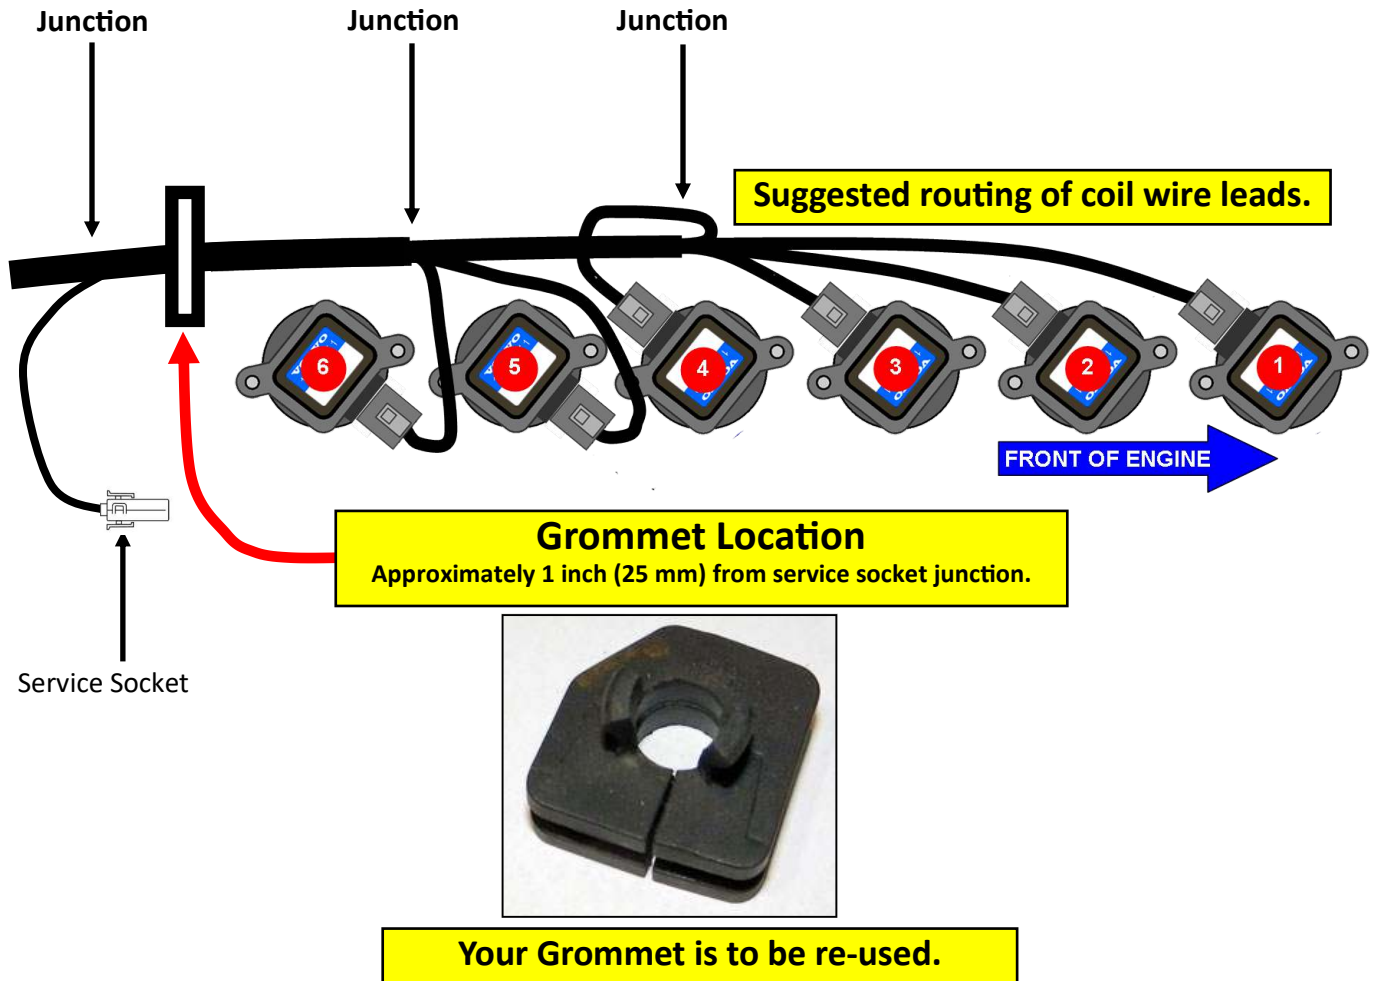 Junction
Junction
Junction
Suggested routing of coil wire leads.
6
5
4
3
2
1
FRONT OF ENGINE
Grommet Location
Approximately 1 inch (25 mm) from service socket junction.
Service Socket
Your Grommet is to be re-used.